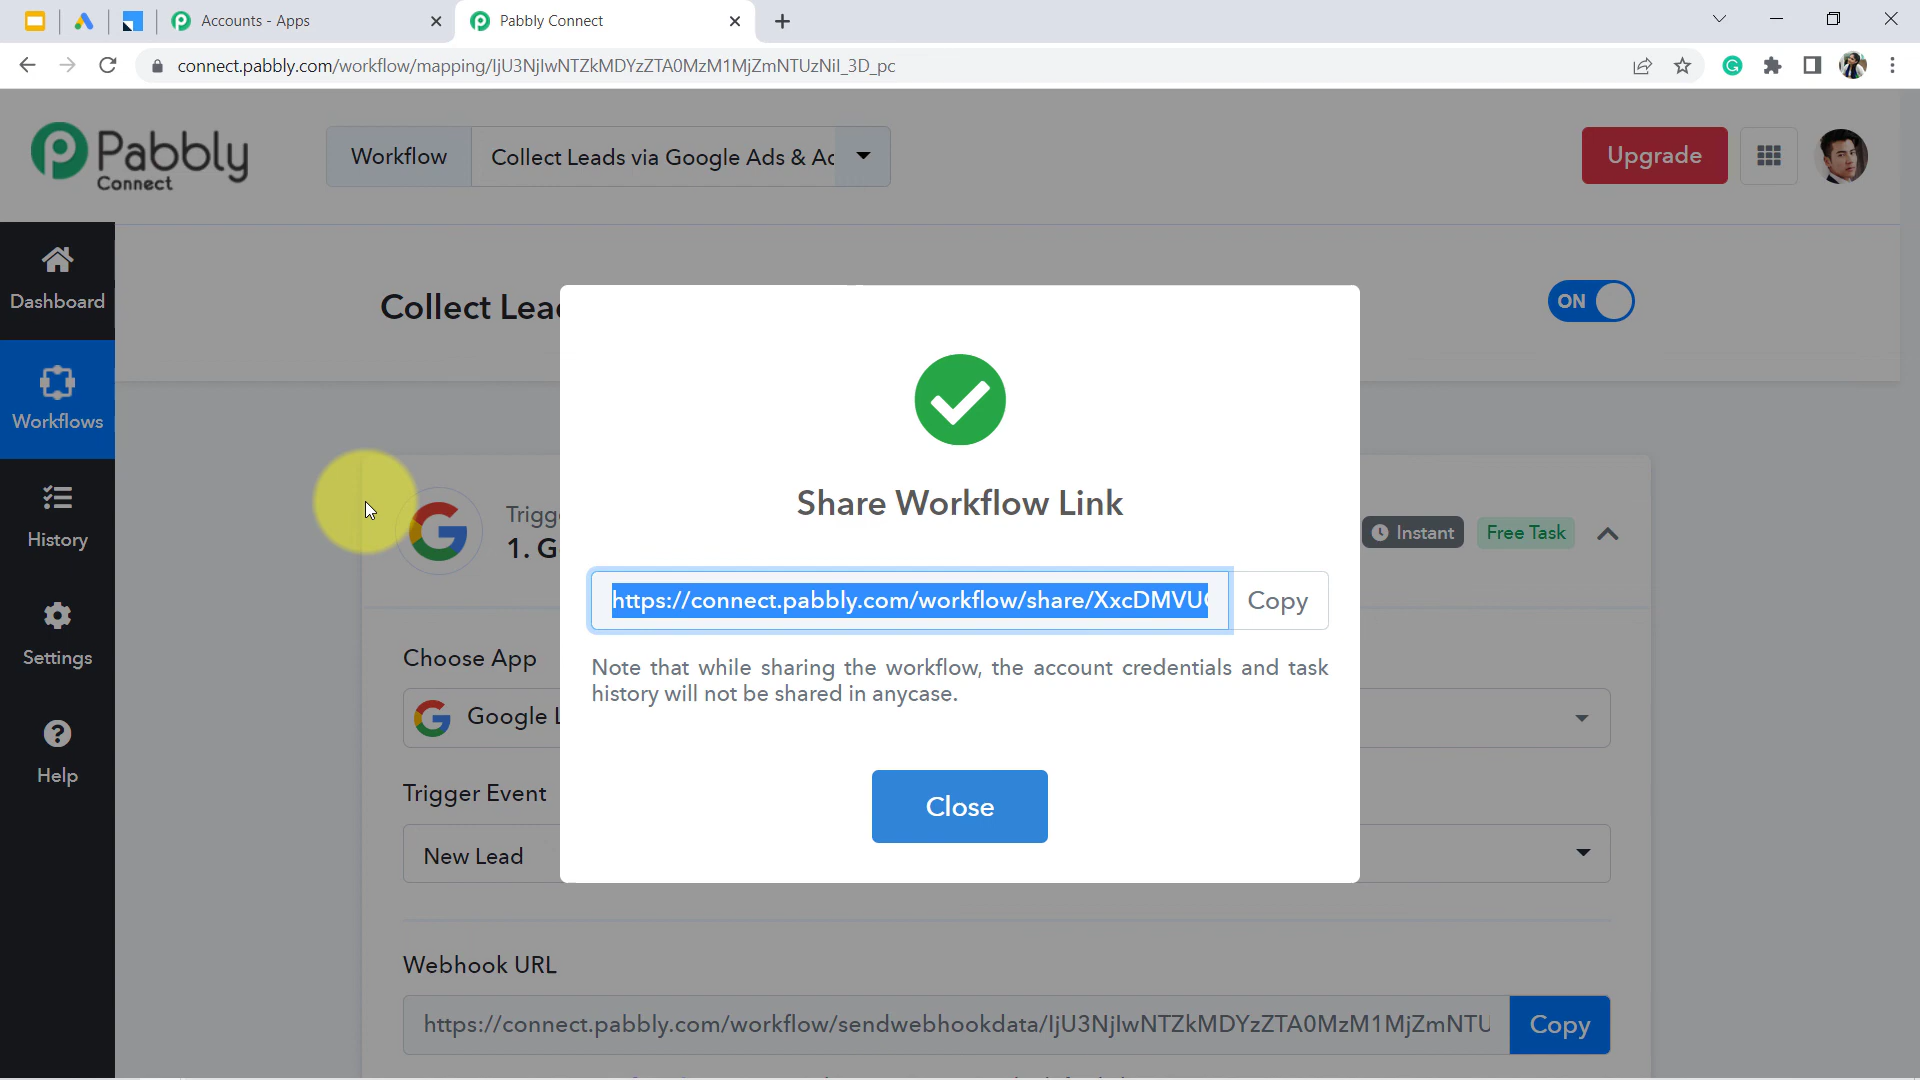 Accounts - Apps
Pabbly Connect
connect.pabbly.com/workflow/mapping/IjU3NjIwNTZkMDYzZTA0MzM1MjZmNTUzNiI_3D_pc
Pabbly
Connect
Workflow
Collect Leads via Google Ads & Ac
Upgrade
Dashboard
Collect Lea
ON
Workflows
Share Workflow Link
Trigg
1. G
Instant
Free Task
History
https://connect.pabbly.com/workflow/share/XxcDMVU
Copy
Settings
Choose App
Note that while sharing the workflow, the account credentials and task
history will not be shared in anycase.
Google L
Help
Trigger Event
Close
New Lead
Webhook URL
https://connect.pabbly.com/workflow/sendwebhookdata/IjU3NjIwNTZkMDYzZTA0MzM1MjZmNTU
Copy